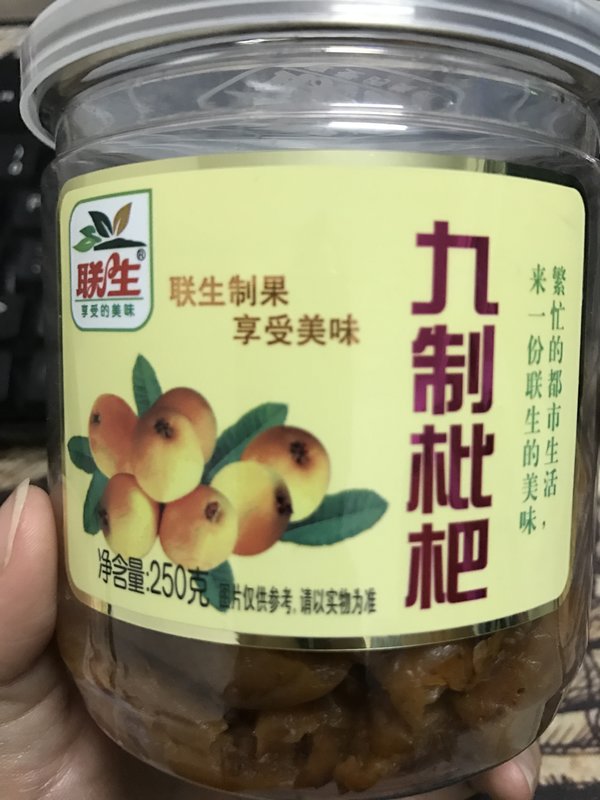 联生®
享受的美味
联生制果
享受美味
九制枇杷
繁忙的都市生活，
来一份联生的美味
净含量:250克
图片仅供参考,请以实物为准